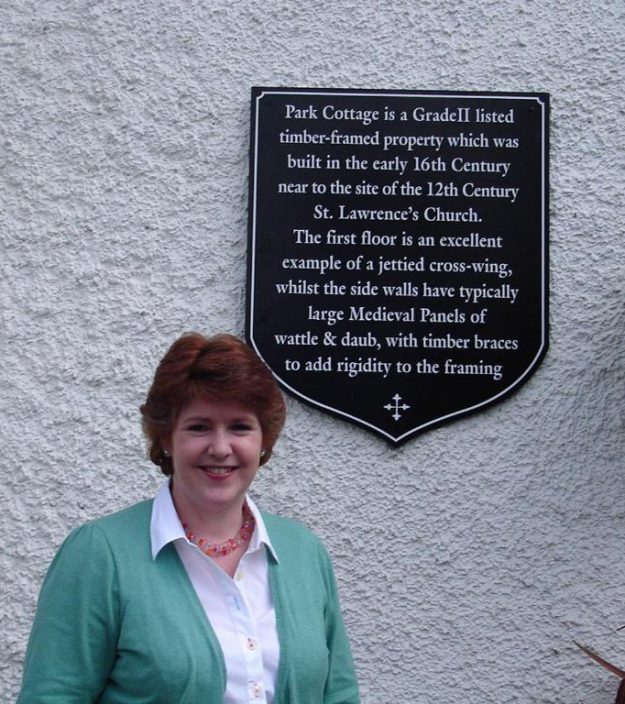 Park Cottage is a GradeII listed
timber-framed property which was
built in the early 16th Century
near to the site of the 12th Century
St. Lawrence's Church.
The first floor is an excellent
example of a jettied cross-wing,
whilst the side walls have typically
large Medieval Panels of
wattle & daub, with timber braces
to add rigidity to the framing